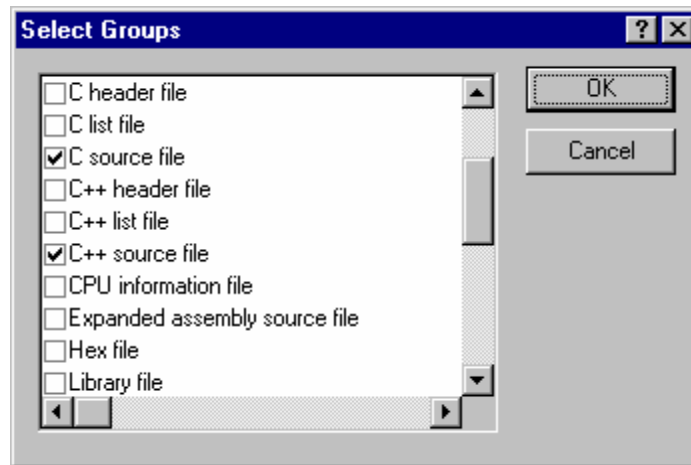 Select Groups
C header file
C list file
C source file
C++ header file
C++ list file
C++ source file
CPU information file
Expanded assembly source file
Hex file
Library file
OK
Cancel